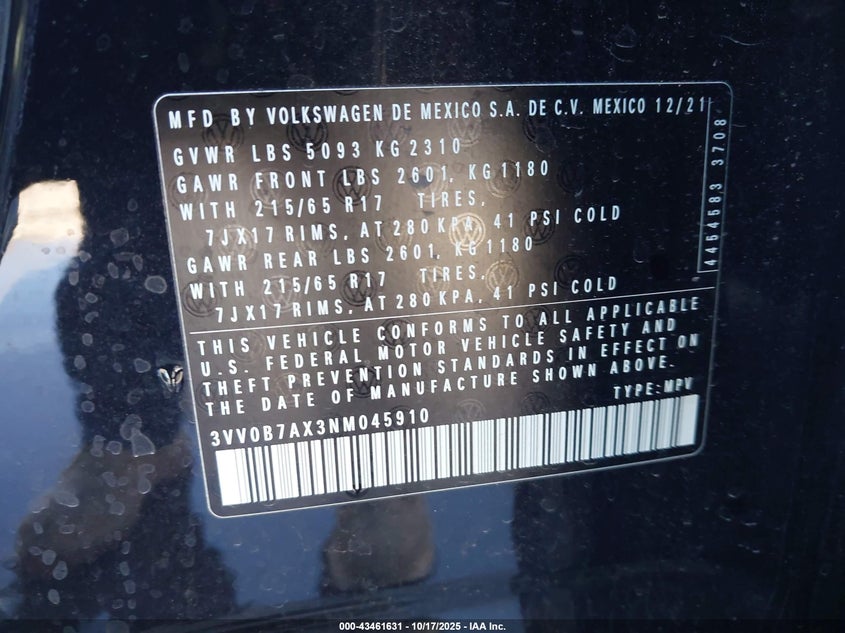 MFD BY VOLKSWAGEN DE MEXICO S.A. DE C.V. MEXICO 12/21
GVWR LBS 5093 KG 2310
GAWR FRONT LBS 2601, KG 1180
WITH 215/65 R17 TIRES,
7JX17 RIMS, AT 280 KPA, 41 PSI COLD
GAWR REAR LBS 2601, KG 1180
WITH 215/65 R17 TIRES,
7JX17 RIMS, AT 280 KPA, 41 PSI COLD
4454583 3708
THIS VEHICLE CONFORMS TO ALL APPLICABLE
U.S. FEDERAL MOTOR VEHICLE SAFETY AND
THEFT PREVENTION STANDARDS IN EFFECT ON
THE DATE OF MANUFACTURE SHOWN ABOVE.
TYPE:MPV
3VV0B7AX3NM045910
000-43461631 - 10/17/2025 - IAA Inc.